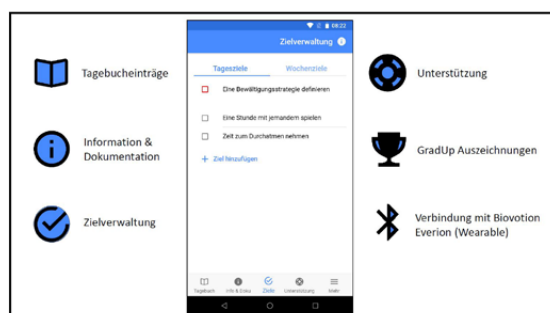 Tagebucheinträge
Information &
Dokumentation
Zielverwaltung
08:22
Zielverwaltung
Tagesziele Wochenziele
Eine Bewältigungsstrategie definieren
Eine Stunde mit jemandem spielen
Zeit zum Durchatmen nehmen
+ Ziel hinzufügen
Tagebuch Info & Doku Ziele Unterstützung Mehr
Unterstützung
GradUp Auszeichnungen
Verbindung mit Biovotion
Everion (Wearable)